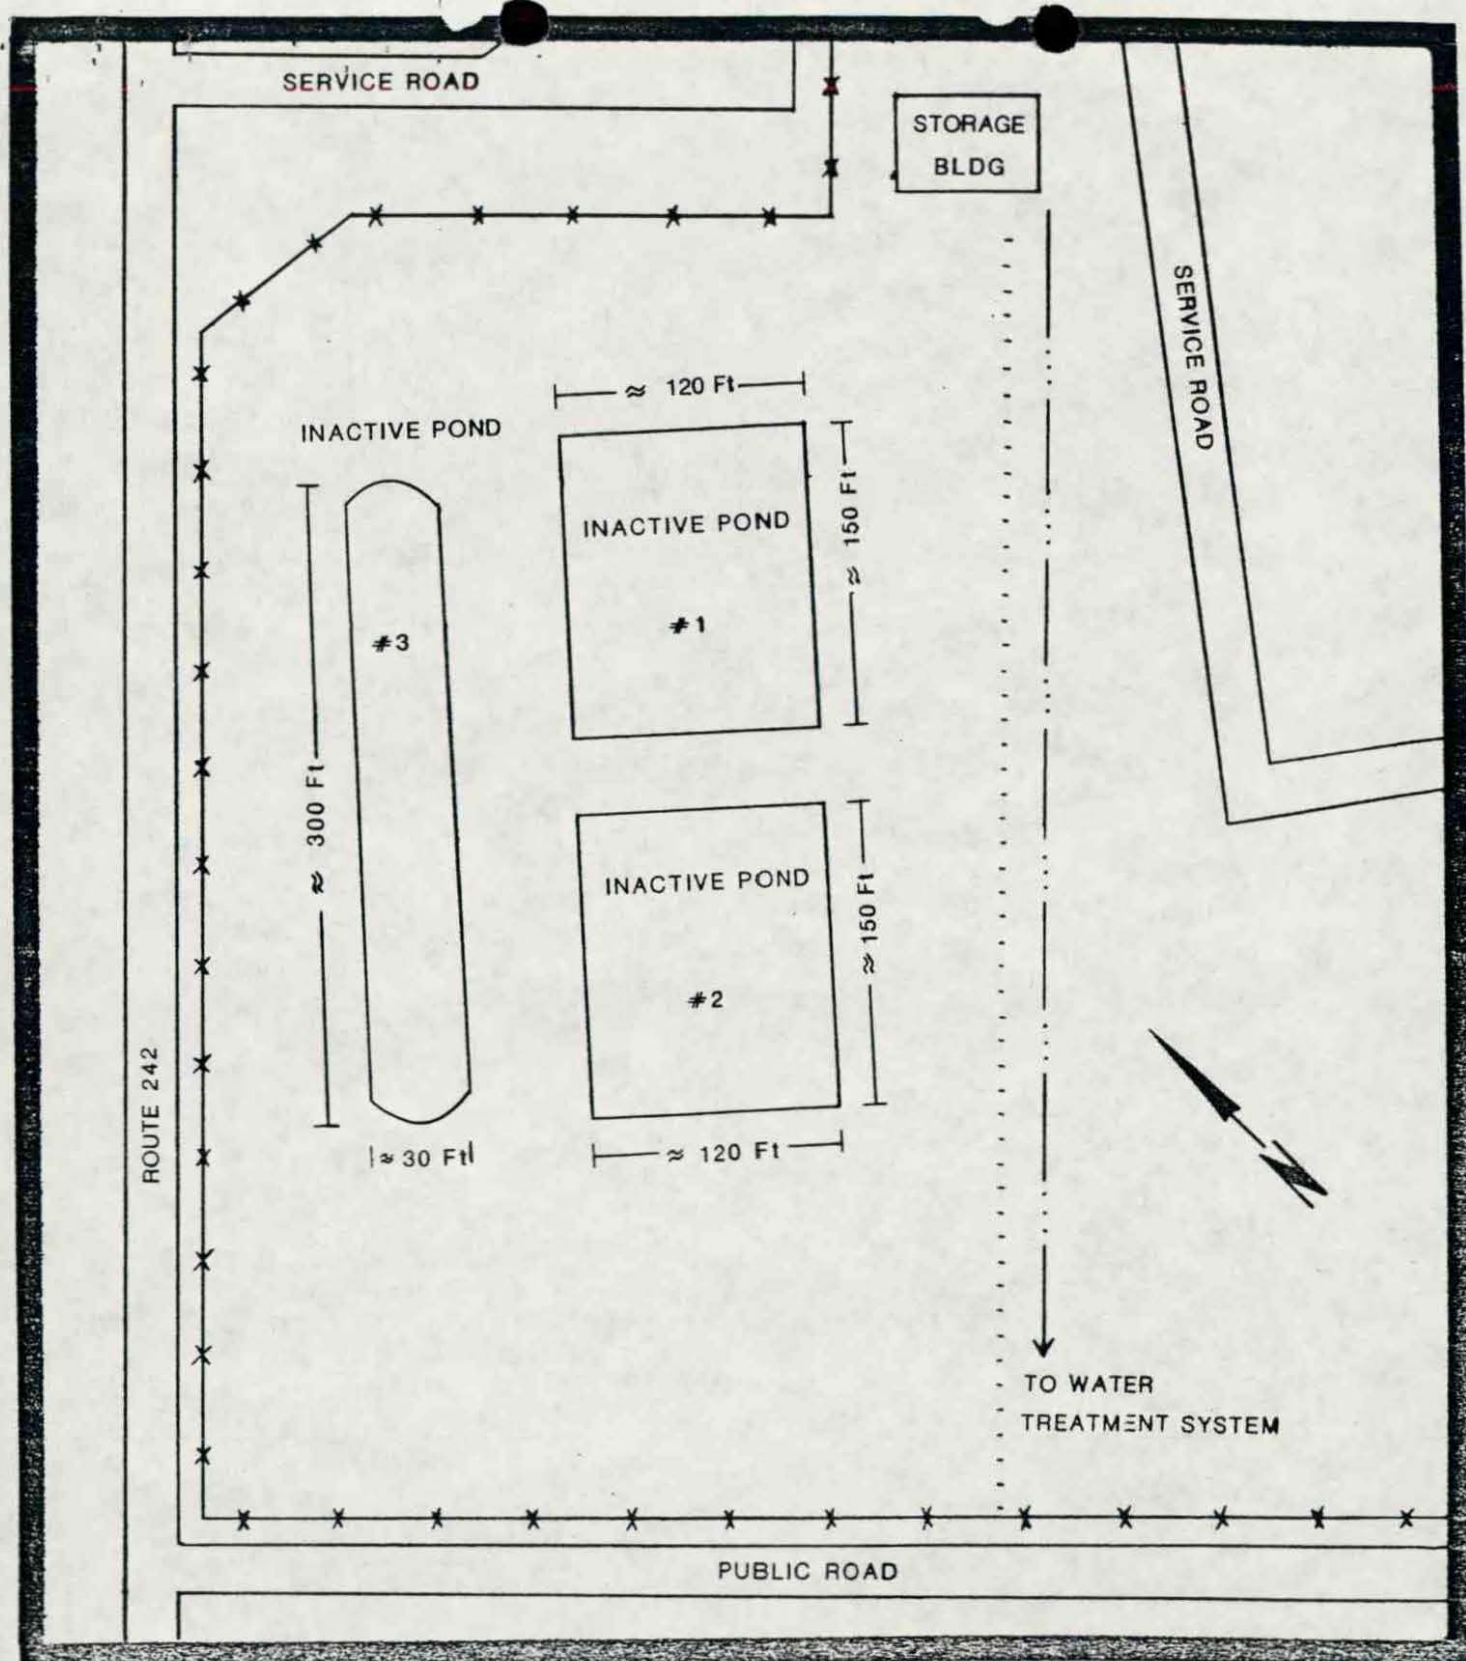 SERVICE ROAD
STORAGE
BLDG
SERVICE ROAD
≈ 120 Ft
INACTIVE POND
INACTIVE POND
≈ 150 Ft
#1
#3
≈ 300 Ft
INACTIVE POND
≈ 150 Ft
#2
ROUTE 242
≈ 30 Ft
≈ 120 Ft
N
TO WATER
TREATMENT SYSTEM
PUBLIC ROAD